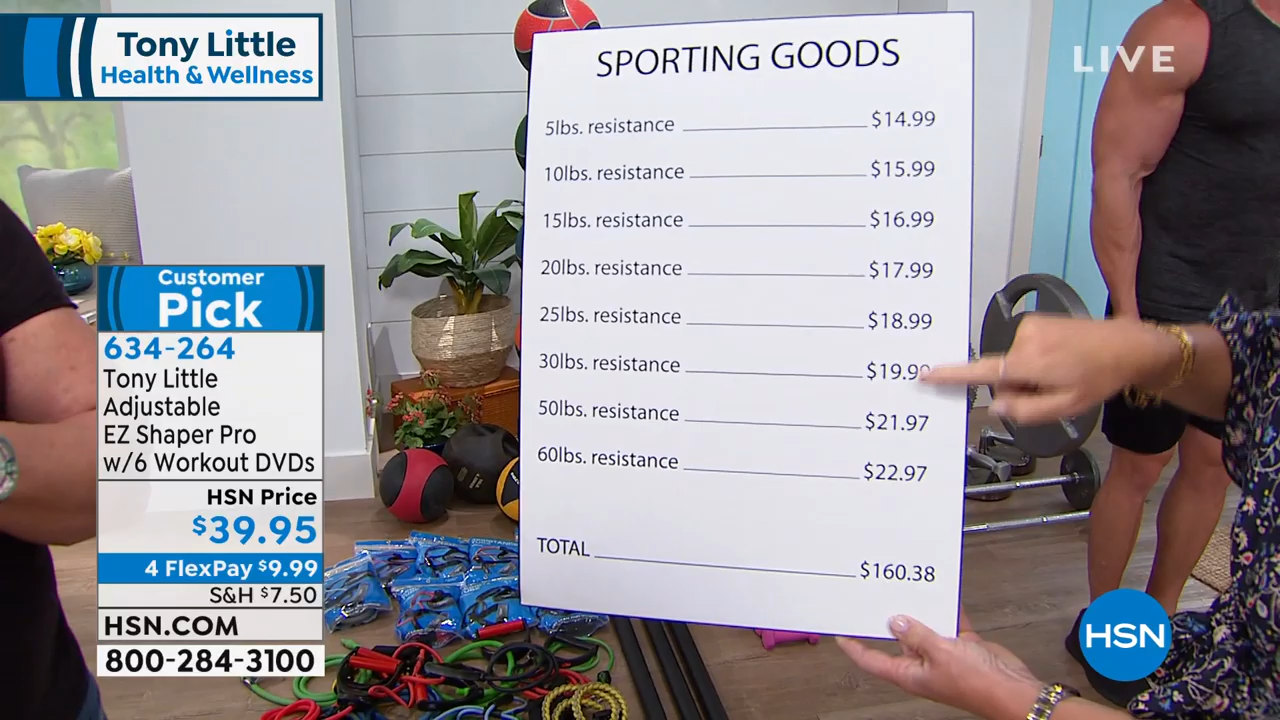 Tony Little
Health & Wellness
LIVE
SPORTING GOODS
5lbs. resistance $14.99
10lbs. resistance $15.99
15lbs. resistance $16.99
20lbs. resistance $17.99
25lbs. resistance $18.99
30lbs. resistance $19.99
50lbs. resistance $21.97
60lbs. resistance $22.97
TOTAL $160.38
Customer
Pick
634-264
Tony Little
Adjustable
EZ Shaper Pro
w/6 Workout DVDs
HSN Price
$39.95
4 FlexPay $9.99
S&H $7.50
HSN.COM
800-284-3100
HSN